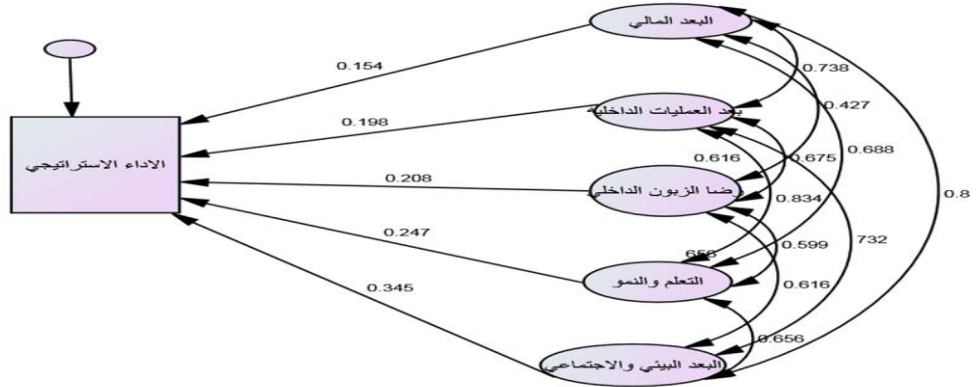 البعد المالي
0.154
0.738
بعد العمليات الداخلية
0.198
0.427
الاداء الاستراتيجي
0.616
0.675
0.688
رضا الزبون الداخلي
0.208
0.834
0.8
0.247
0.599
732
التعلم والنمو
0.616
0.345
0.656
البعد البيئي والاجتماعي